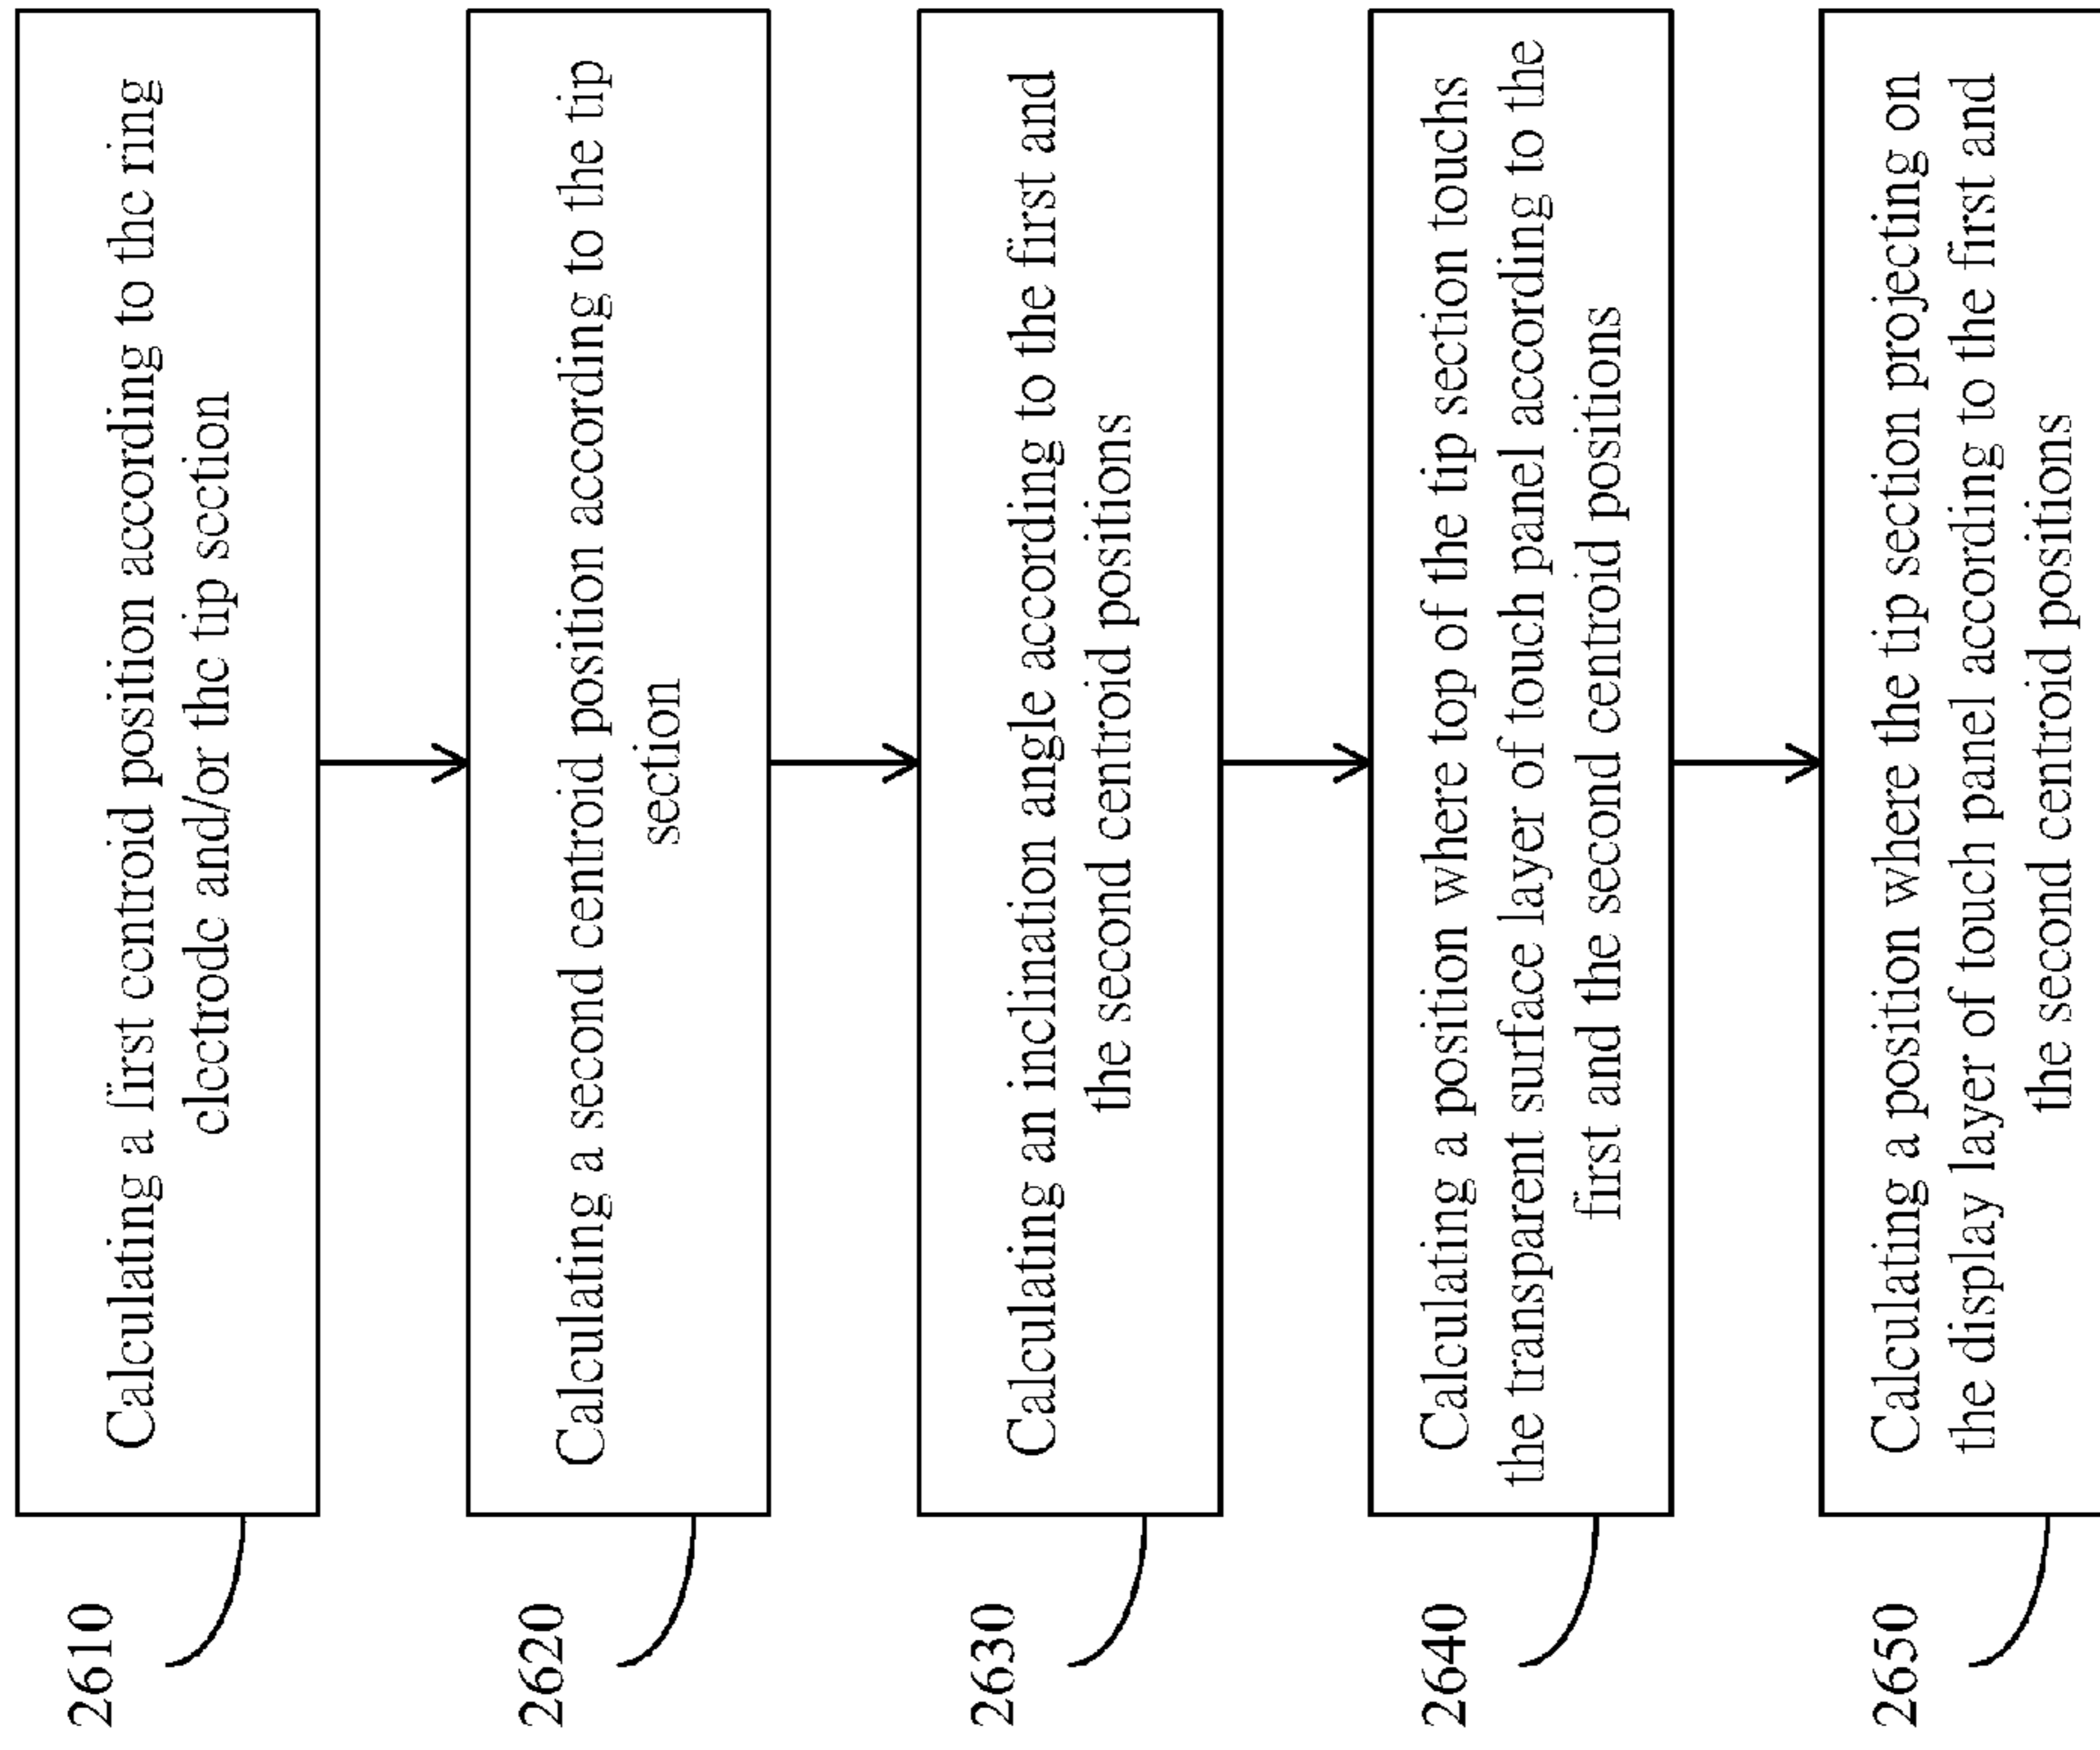 2610
Calculating a first centroid position according to the ring
electrode and/or the tip section
2620
Calculating a second centroid position according to the tip
section
2630
Calculating an inclination angle according to the first and
the second centroid positions
2640
Calculating a position where top of the tip section touchs
the transparent surface layer of touch panel according to the
first and the second centroid positions
2650
Calculating a position where the tip section projecting on
the display layer of touch panel according to the first and
the second centroid positions